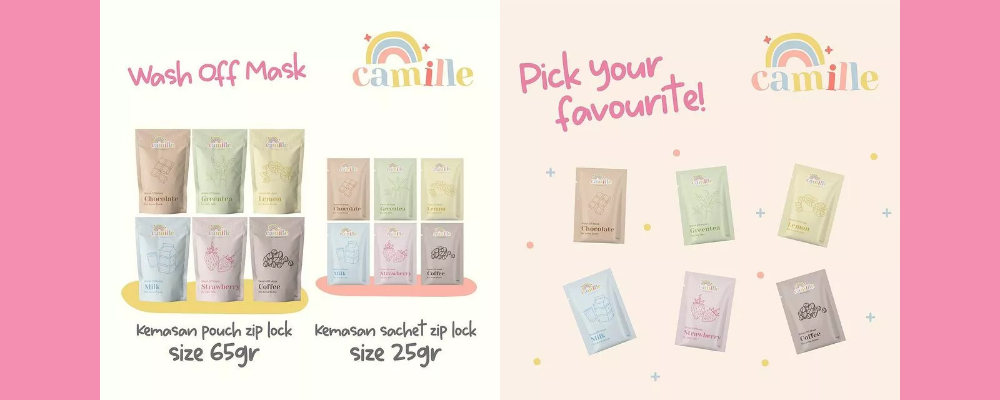 Wash Off Mask
camille
Chocolate
Greentea
Lemon
Milk
Strawberry
Coffee
Chocolate
Greentea
Lemon
Milk
Strawberry
Coffee
kemasan pouch zip lock
size 65gr
kemasan sachet zip lock
size 25gr
Pick your
favourite!
camille
Chocolate
Greentea
Lemon
Milk
Strawberry
Coffee